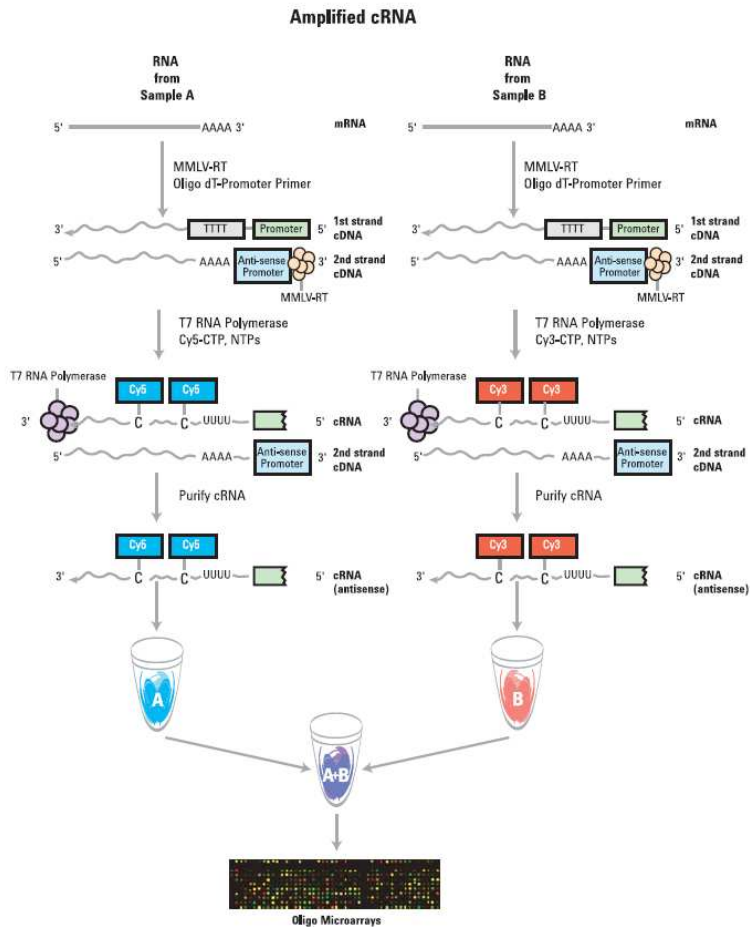 Amplified cRNA
RNA
from
Sample A
5' AAAA 3' mRNA
MMLV-RT
Oligo dT-Promoter Primer
3' TTTT Promoter 5' 1st strand
cDNA
5' AAAA Anti-sense
Promoter 3' 2nd strand
cDNA
MMLV-RT
T7 RNA Polymerase
Cy5-CTP, NTPs
T7 RNA Polymerase
Cy5 Cy5
3' C C UUUU 5' cRNA
5' AAAA Anti-sense
Promoter 3' 2nd strand
cDNA
Purify cRNA
Cy5 Cy5
3' C C UUUU 5' cRNA
(antisense)
A
RNA
from
Sample B
5' AAAA 3' mRNA
MMLV-RT
Oligo dT-Promoter Primer
3' TTTT Promoter 5' 1st strand
cDNA
5' AAAA Anti-sense
Promoter 3' 2nd strand
cDNA
MMLV-RT
T7 RNA Polymerase
Cy3-CTP, NTPs
T7 RNA Polymerase
Cy3 Cy3
3' C C UUUU 5' cRNA
5' AAAA Anti-sense
Promoter 3' 2nd strand
cDNA
Purify cRNA
Cy3 Cy3
3' C C UUUU 5' cRNA
(antisense)
B
A+B
Oligo Microarrays